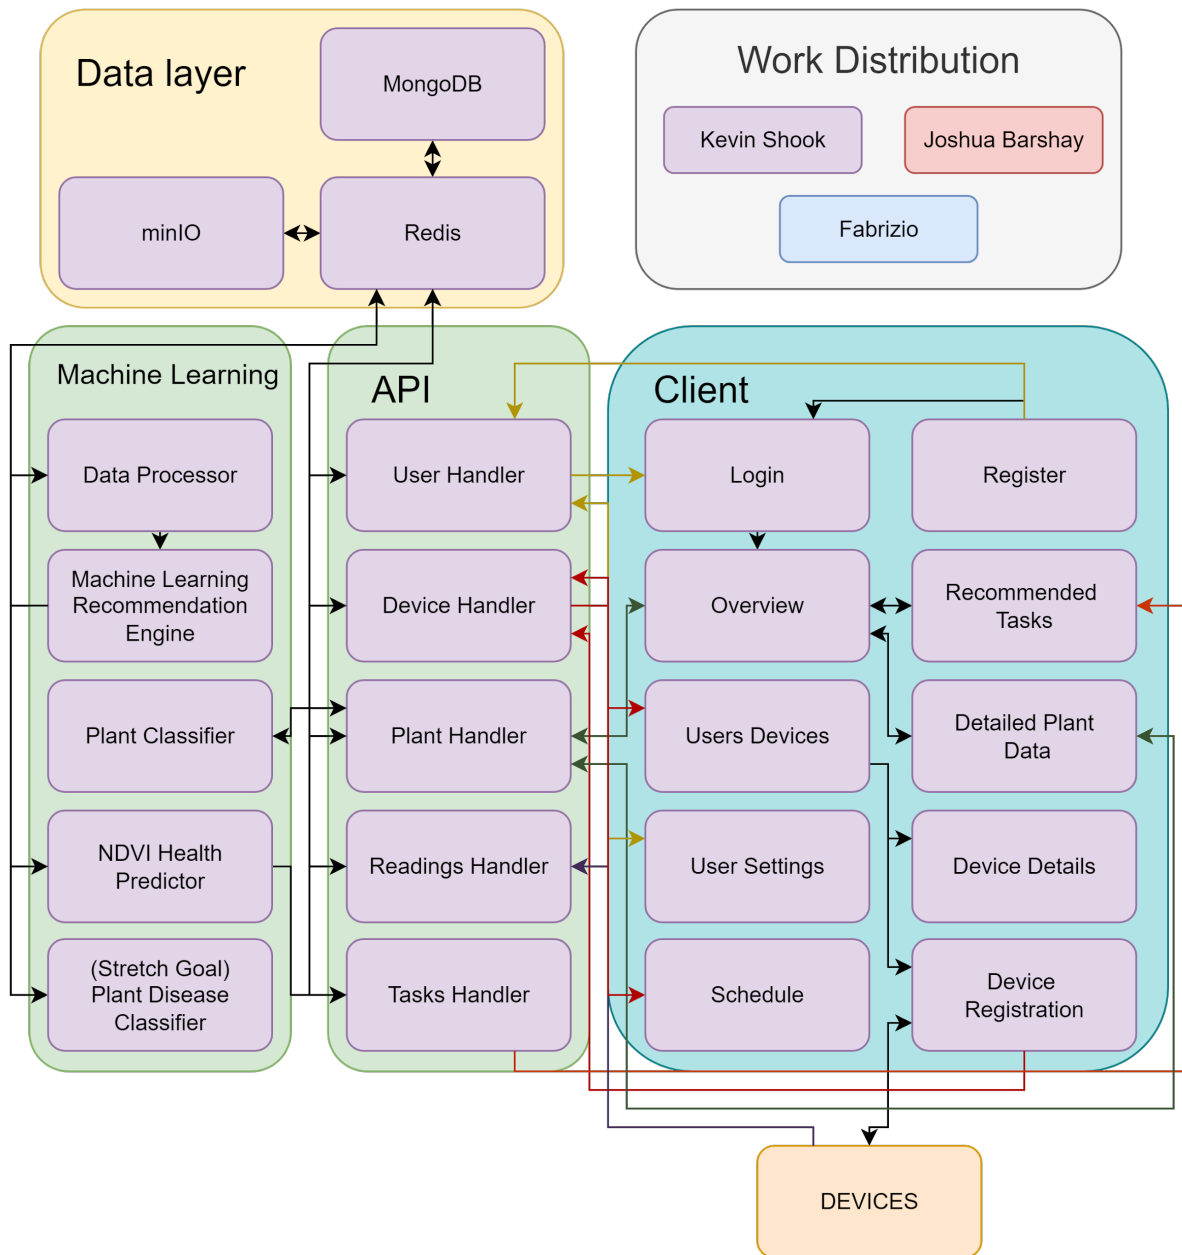 Data layer
MongoDB
minIO
Redis
Work Distribution
Kevin Shook
Joshua Barshay
Fabrizio
Machine Learning
Data Processor
Machine Learning
Recommendation
Engine
Plant Classifier
NDVI Health
Predictor
(Stretch Goal)
Plant Disease
Classifier
API
User Handler
Device Handler
Plant Handler
Readings Handler
Tasks Handler
Client
Login
Register
Overview
Recommended
Tasks
Users Devices
Detailed Plant
Data
User Settings
Device Details
Schedule
Device
Registration
DEVICES